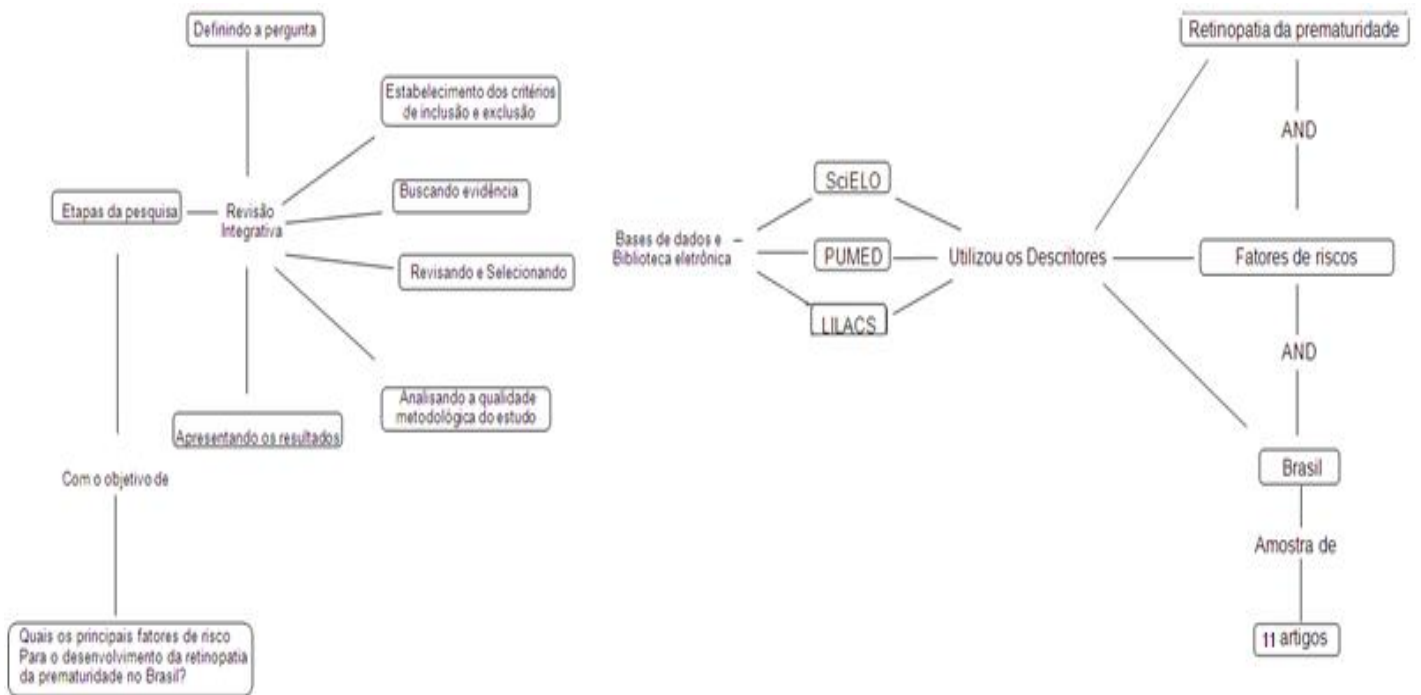 Definindo a pergunta
Estabelecimento dos critérios
de inclusão e exclusão
Buscando evidência
Etapas da pesquisa
Revisão
Integrativa
Revisando e Selecionando
Analisando a qualidade
metodológica do estudo
Apresentando os resultados
Com o objetivo de
Quais os principais fatores de risco
Para o desenvolvimento da retinopatia
da prematuridade no Brasil?
Bases de dados e
Biblioteca eletrônica
SciELO
PUMED
LILACS
Utilizou os Descritores
Retinopatia da prematuridade
AND
Fatores de riscos
AND
Brasil
Amostra de
11 artigos